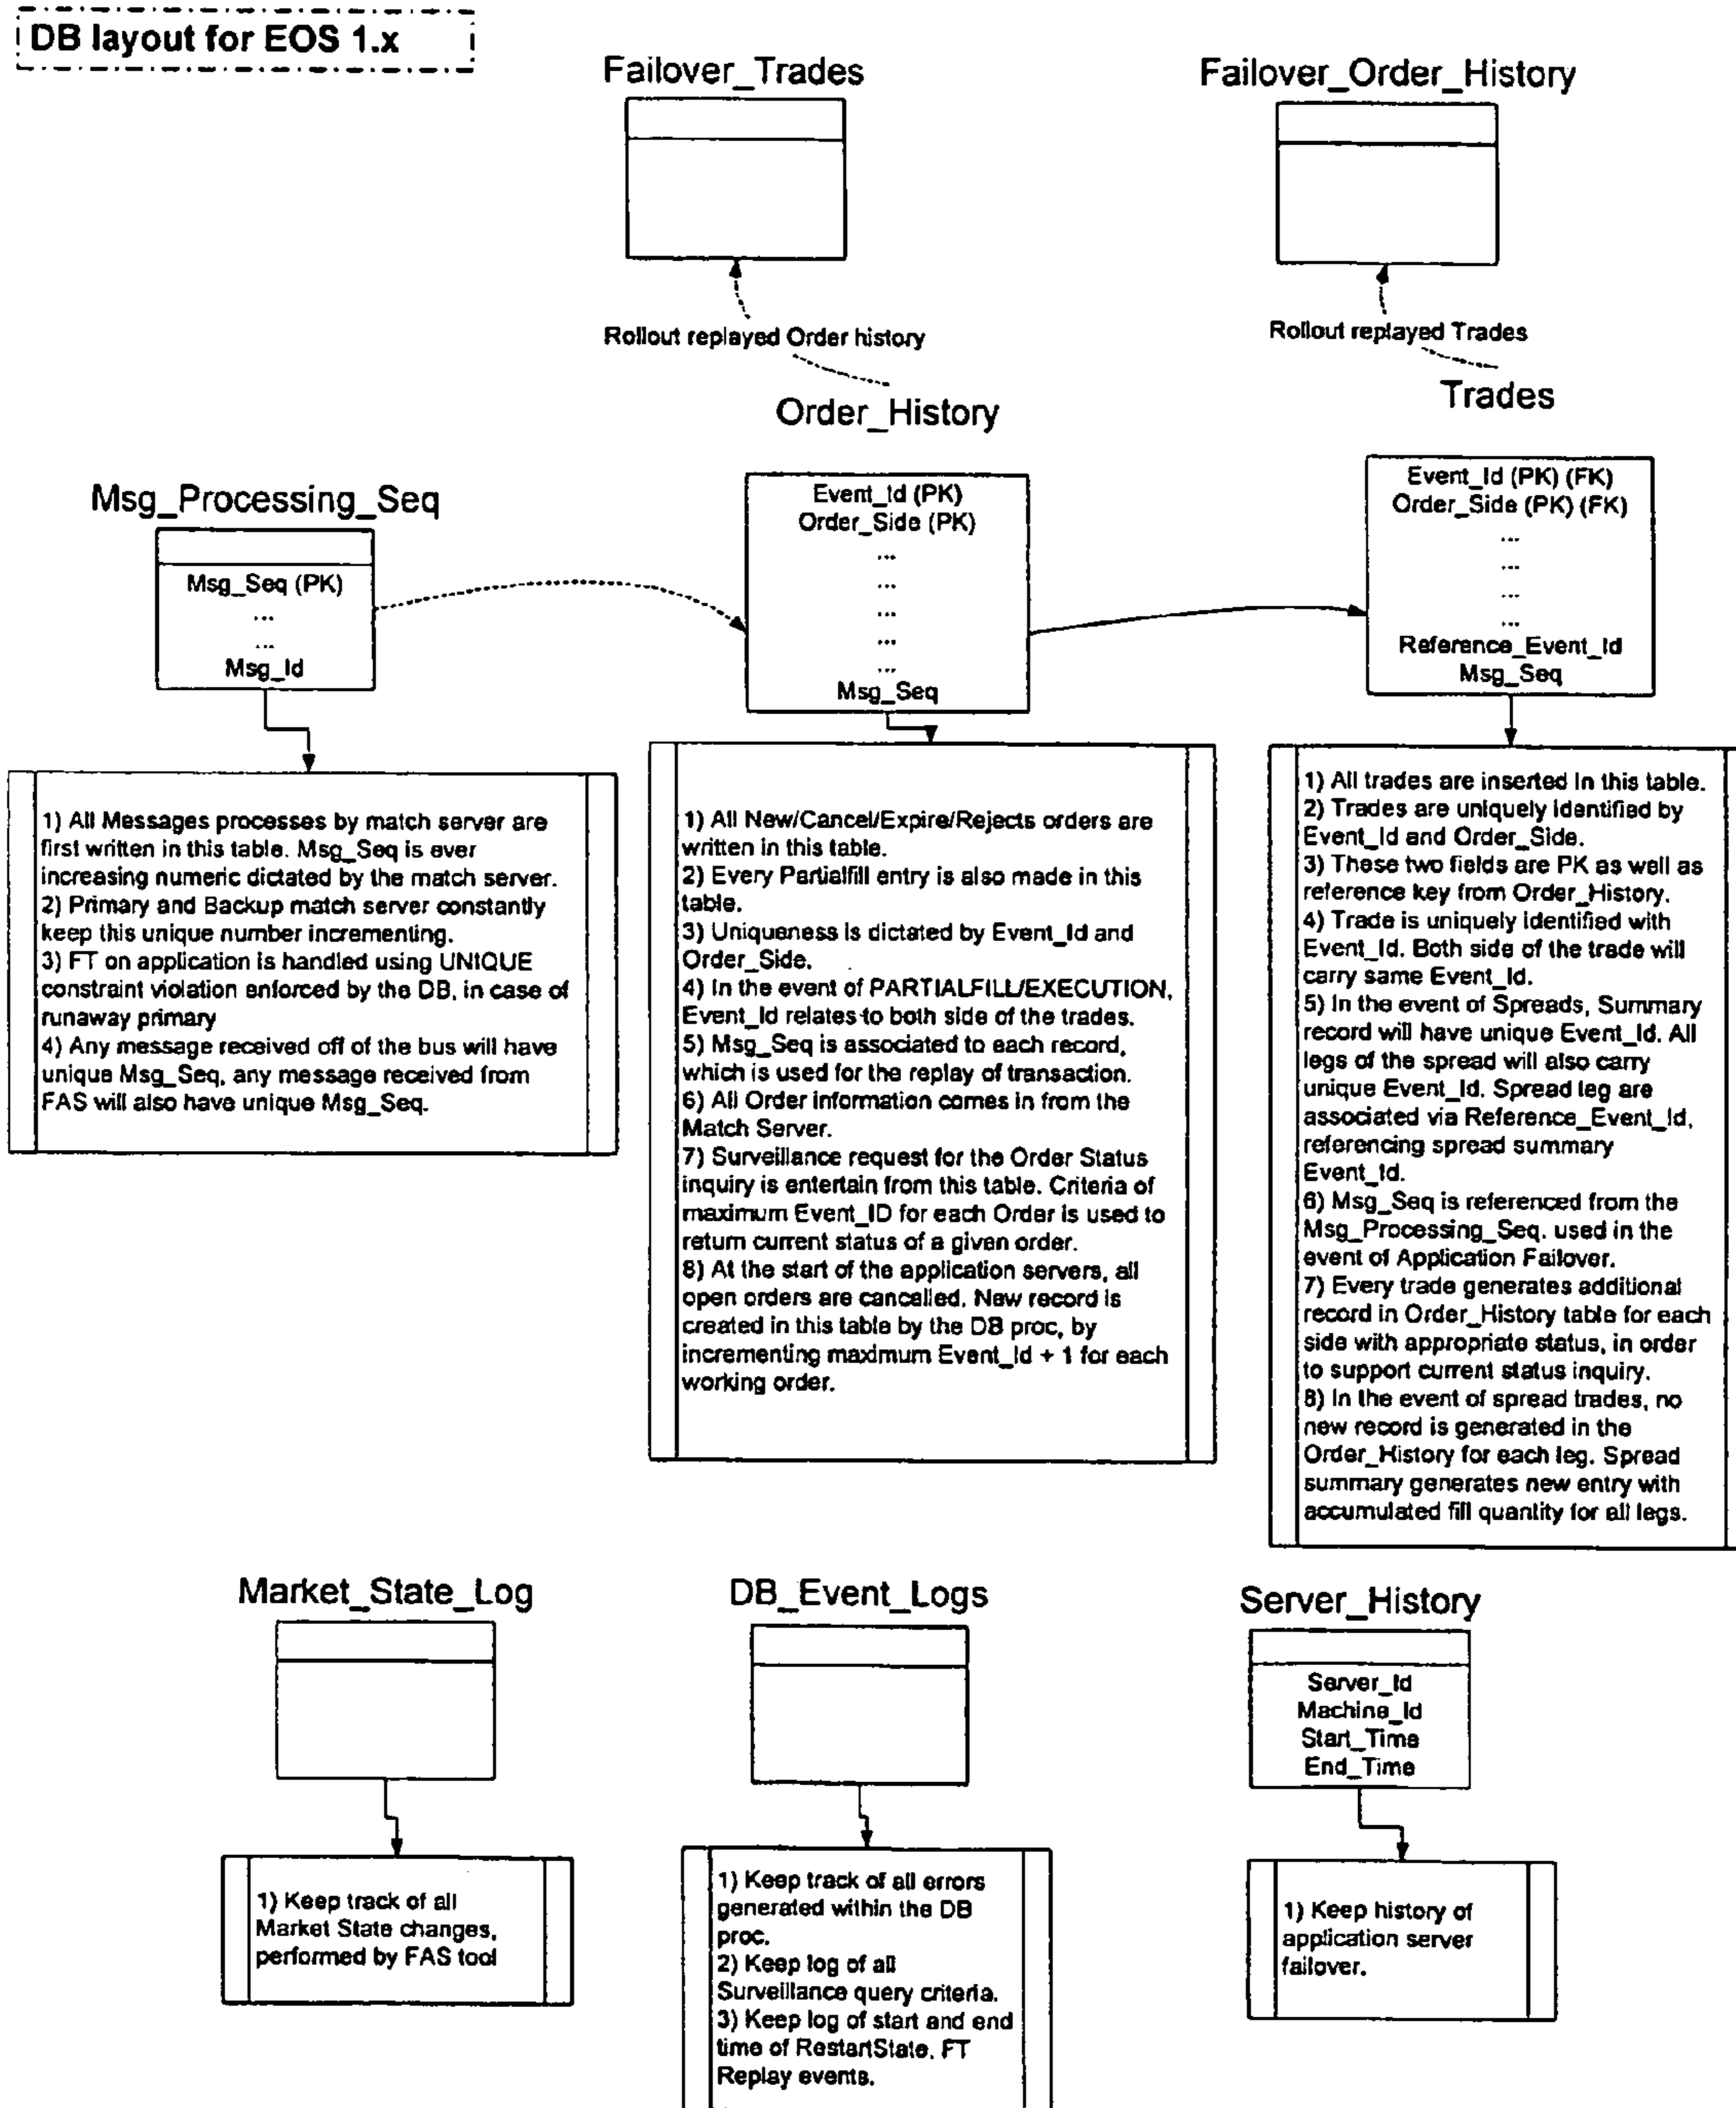 DB layout for EOS 1.x
Failover_Trades
Failover_Order_History
Rollout replayed Order history
Rollout replayed Trades
Order_History
Trades
Msg_Processing_Seq
Msg_Seq (PK)
...
...
Msg_Id
Event_Id (PK)
Order_Side (PK)
...
...
...
...
...
Msg_Seq
Event_Id (PK) (FK)
Order_Side (PK) (FK)
...
...
...
...
Reference_Event_Id
Msg_Seq
1) All Messages processes by match server are
first written in this table. Msg_Seq is ever
increasing numeric dictated by the match server.
2) Primary and Backup match server constantly
keep this unique number incrementing.
3) FT on application is handled using UNIQUE
constraint violation enforced by the DB, in case of
runaway primary
4) Any message received off of the bus will have
unique Msg_Seq, any message received from
FAS will also have unique Msg_Seq.
1) All New/Cancel/Expire/Rejects orders are
written in this table.
2) Every Partialfill entry is also made in this
table.
3) Uniqueness is dictated by Event_Id and
Order_Side.
4) In the event of PARTIALFILL/EXECUTION,
Event_Id relates to both side of the trades.
5) Msg_Seq is associated to each record,
which is used for the replay of transaction.
6) All Order information comes in from the
Match Server.
7) Surveillance request for the Order Status
inquiry is entertain from this table. Criteria of
maximum Event_ID for each Order is used to
return current status of a given order.
8) At the start of the application servers, all
open orders are cancelled. New record is
created in this table by the DB proc, by
incrementing maximum Event_Id + 1 for each
working order.
1) All trades are inserted in this table.
2) Trades are uniquely identified by
Event_Id and Order_Side.
3) These two fields are PK as well as
reference key from Order_History.
4) Trade is uniquely identified with
Event_Id. Both side of the trade will
carry same Event_Id.
5) In the event of Spreads, Summary
record will have unique Event_Id. All
legs of the spread will also carry
unique Event_Id. Spread leg are
associated via Reference_Event_Id,
referencing spread summary
Event_Id.
6) Msg_Seq is referenced from the
Msg_Processing_Seq. used in the
event of Application Failover.
7) Every trade generates additional
record in Order_History table for each
side with appropriate status, in order
to support current status inquiry.
8) In the event of spread trades, no
new record is generated in the
Order_History for each leg. Spread
summary generates new entry with
accumulated fill quantity for all legs.
Market_State_Log
DB_Event_Logs
Server_History
Server_Id
Machine_Id
Start_Time
End_Time
1) Keep track of all
Market State changes,
performed by FAS tool
1) Keep track of all errors
generated within the DB
proc.
2) Keep log of all
Surveillance query criteria.
3) Keep log of start and end
time of RestartState. FT
Replay events.
1) Keep history of
application server
failover.